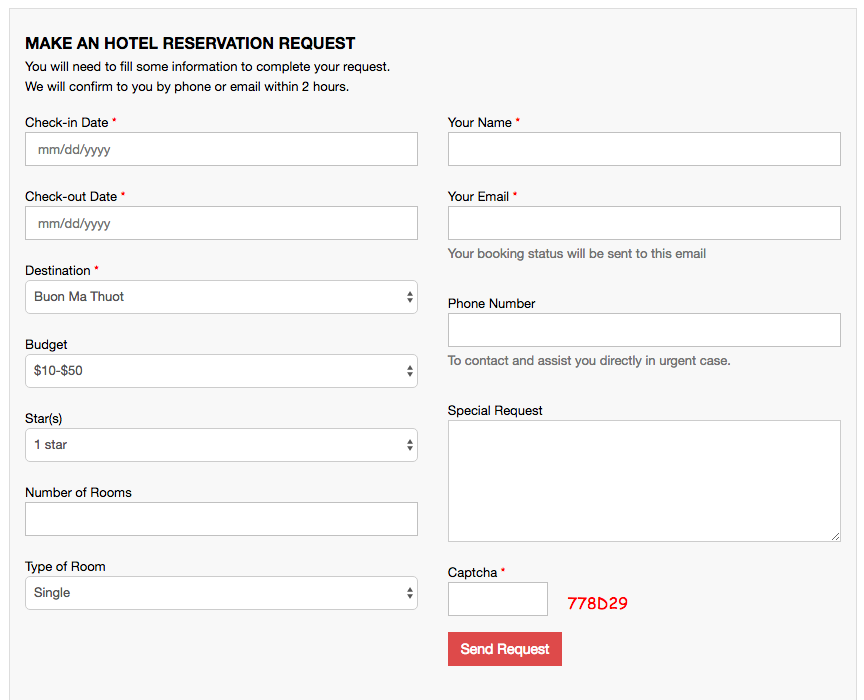 MAKE AN HOTEL RESERVATION REQUEST
You will need to fill some information to complete your request.
We will confirm to you by phone or email within 2 hours.
Check-in Date *
mm/dd/yyyy
Check-out Date *
mm/dd/yyyy
Destination *
Buon Ma Thuot
Budget
$10-$50
Star(s)
1 star
Number of Rooms
Type of Room
Single
Your Name *
Your Email *
Your booking status will be sent to this email
Phone Number
To contact and assist you directly in urgent case.
Special Request
Captcha *
778D29
Send Request